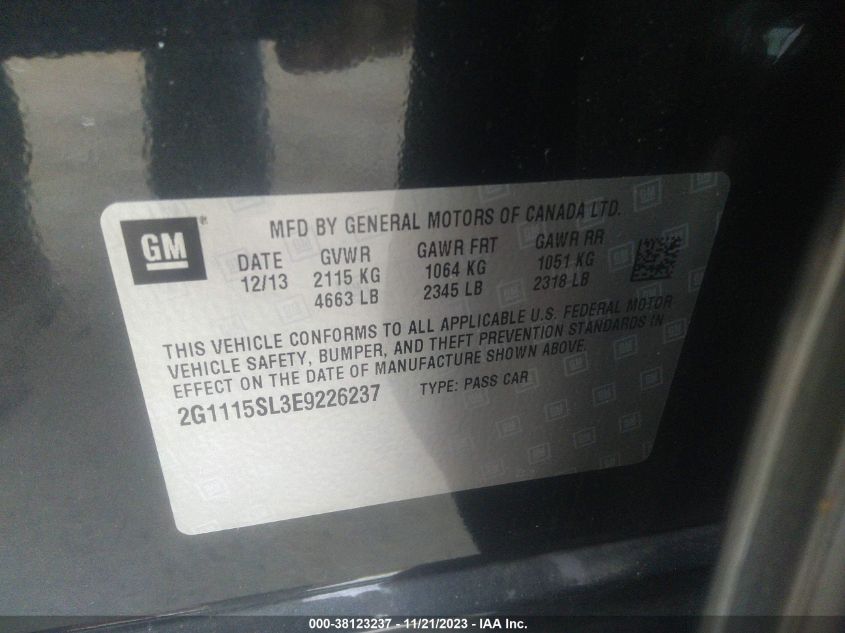 GM ®
MFD BY GENERAL MOTORS OF CANADA LTD.
DATE GVWR GAWR FRT GAWR RR
12/13 2115 KG 1064 KG 1051 KG
4663 LB 2345 LB 2318 LB
THIS VEHICLE CONFORMS TO ALL APPLICABLE U.S. FEDERAL MOTOR
VEHICLE SAFETY, BUMPER, AND THEFT PREVENTION STANDARDS IN
EFFECT ON THE DATE OF MANUFACTURE SHOWN ABOVE.
2G1115SL3E9226237 TYPE: PASS CAR
000-38123237 - 11/21/2023 - IAA Inc.